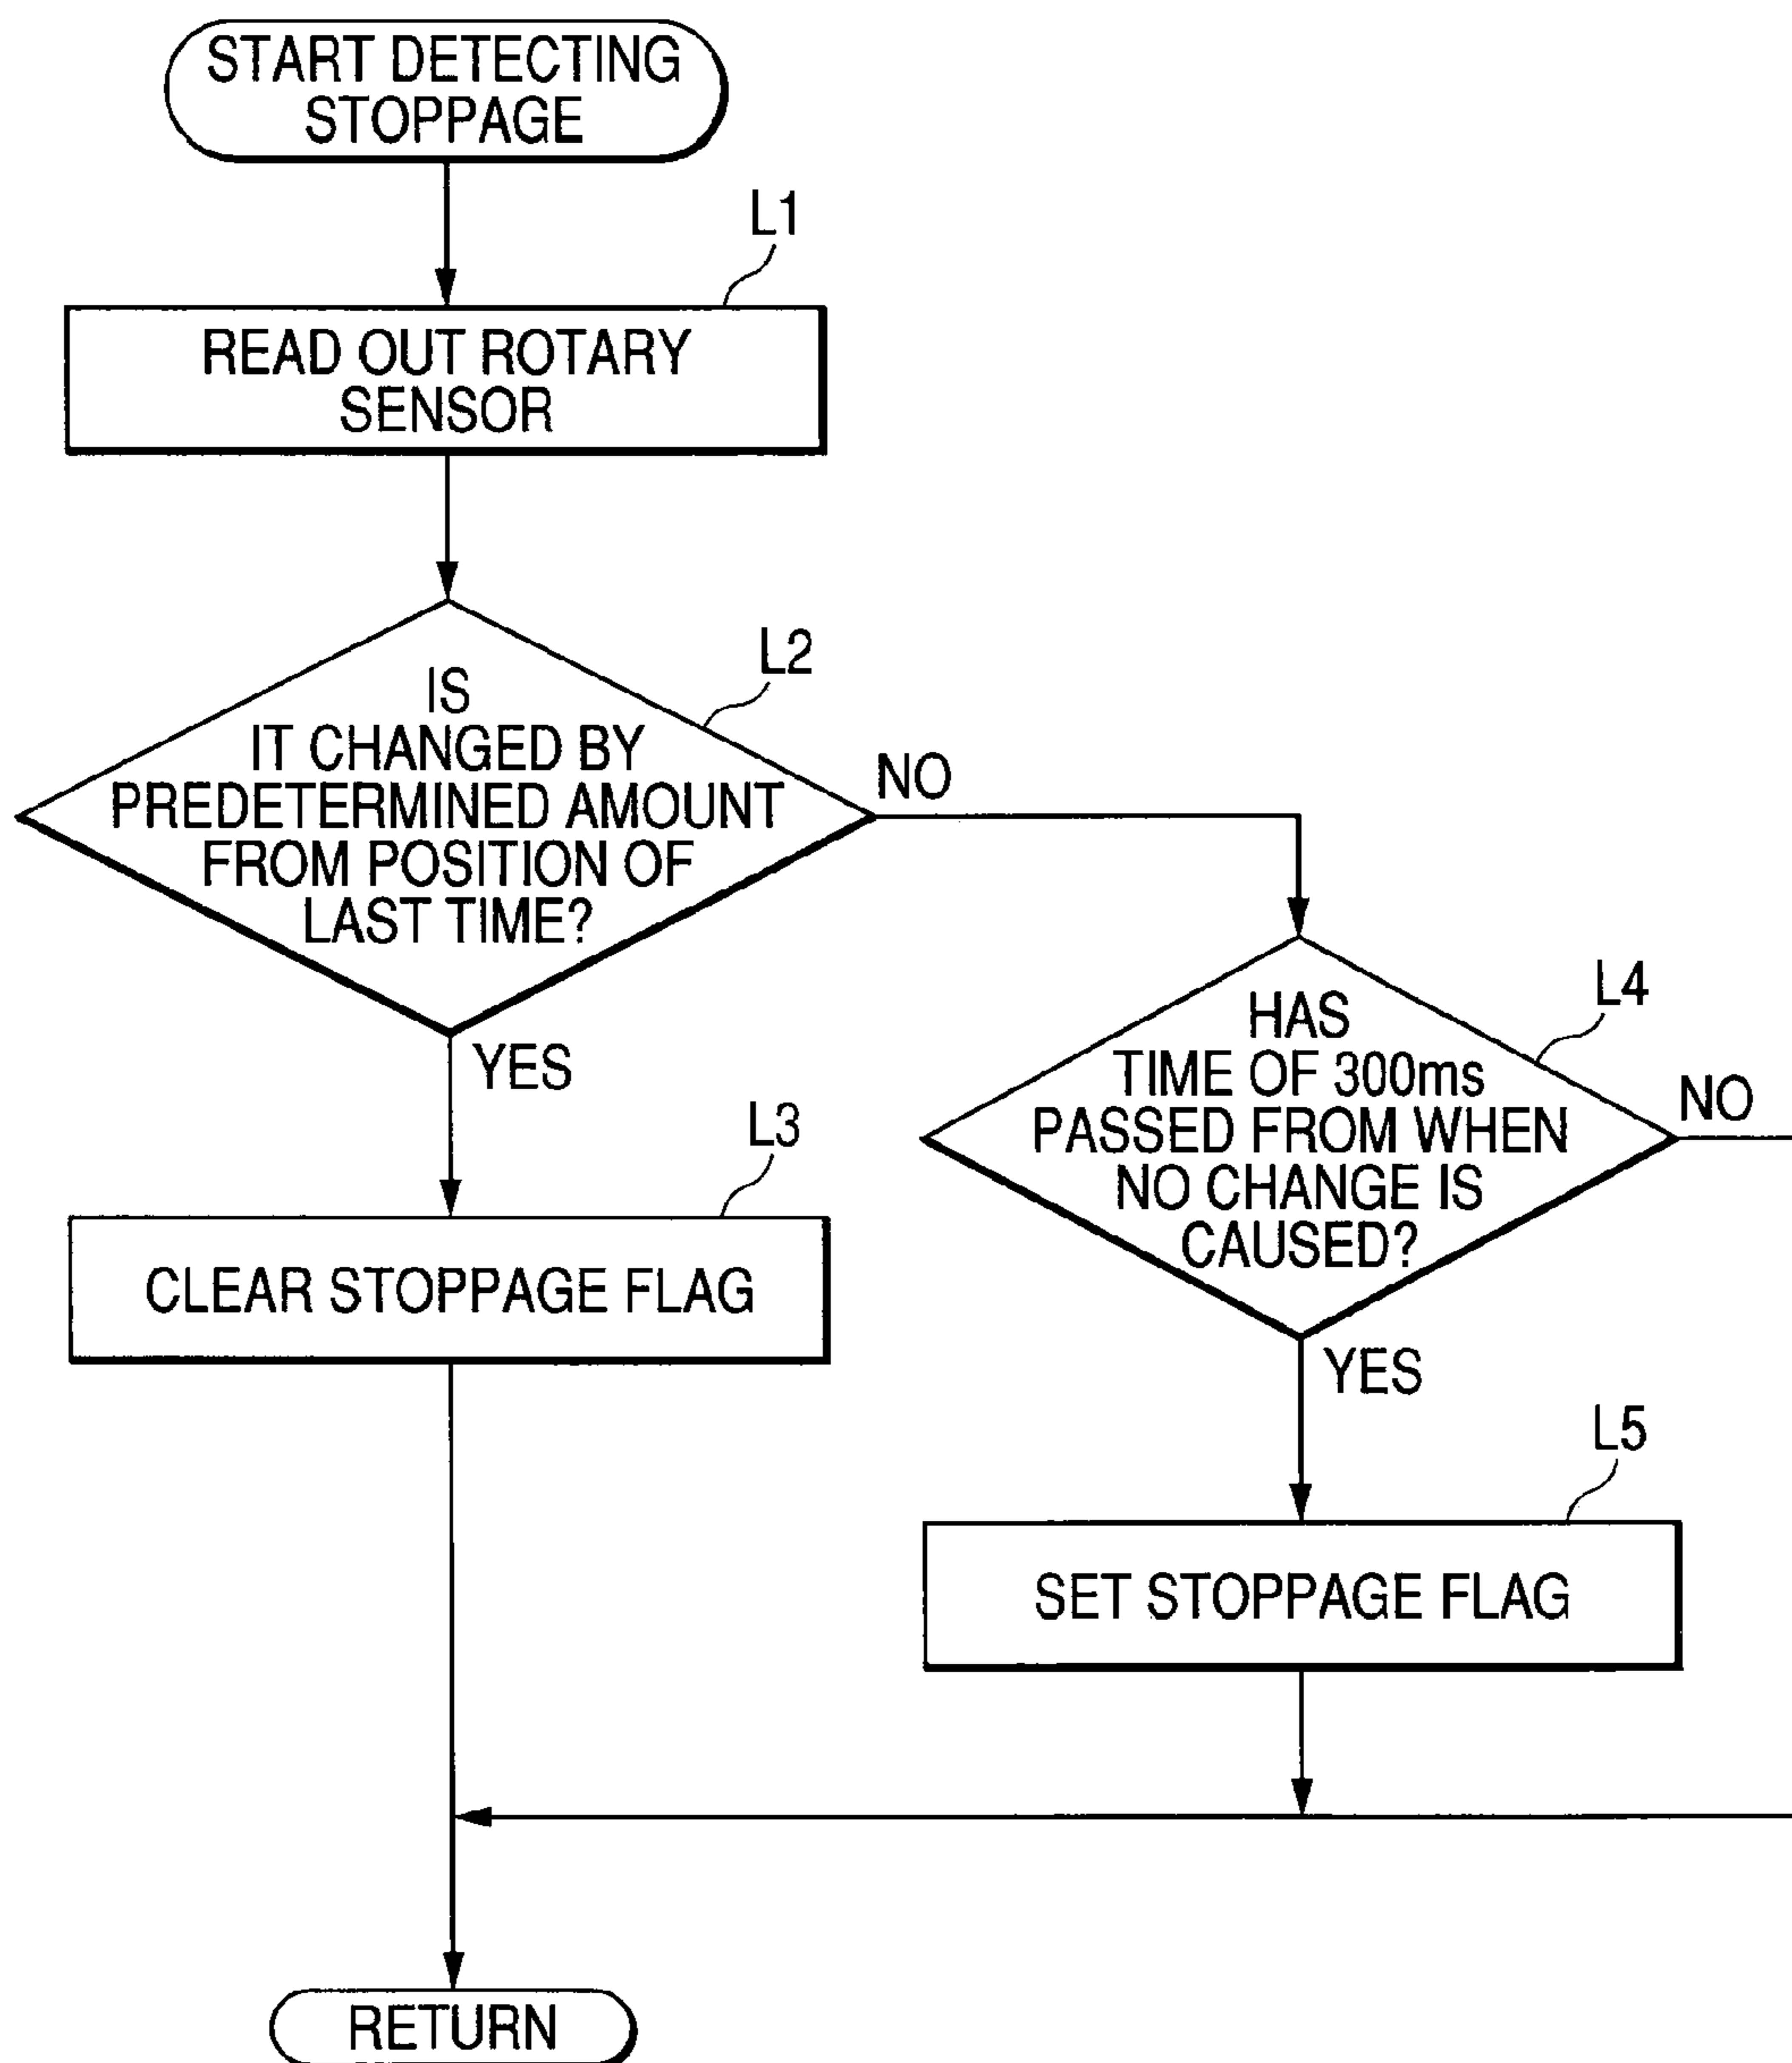 START DETECTING
STOPPAGE
L1
READ OUT ROTARY
SENSOR
L2
IS
IT CHANGED BY
PREDETERMINED AMOUNT
FROM POSITION OF
LAST TIME?
NO
YES
L3
CLEAR STOPPAGE FLAG
L4
HAS
TIME OF 300ms
PASSED FROM WHEN
NO CHANGE IS
CAUSED?
NO
YES
L5
SET STOPPAGE FLAG
RETURN